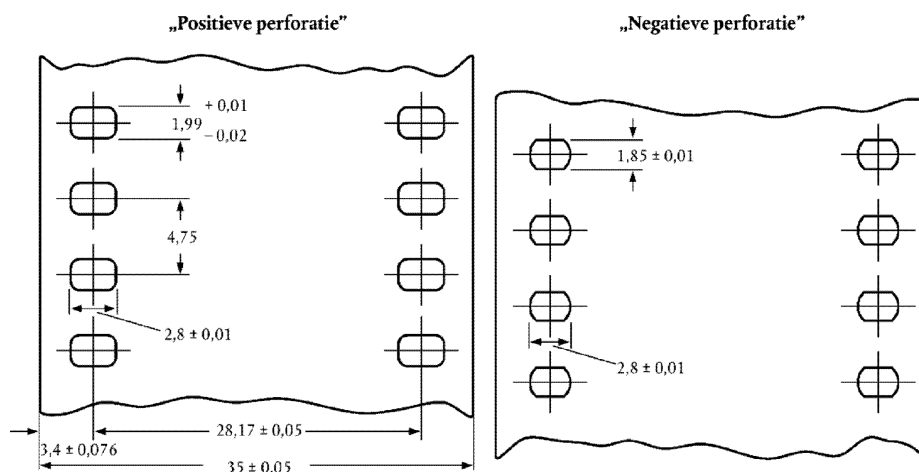 „Positieve perforatie”
+ 0,01
1,99
– 0,02
4,75
2,8 ± 0,01
28,17 ± 0,05
3,4 ± 0,076
35 ± 0,05
„Negatieve perforatie”
1,85 ± 0,01
2,8 ± 0,01